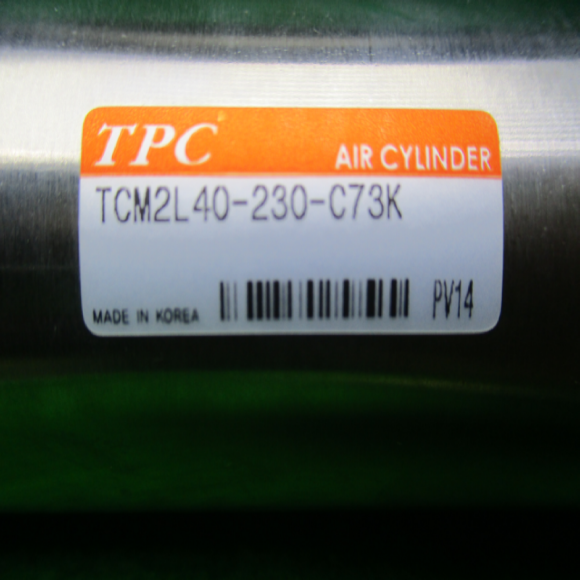 TPC
AIR CYLINDER
TCM2L40-230-C73K
MADE IN KOREA
PV14